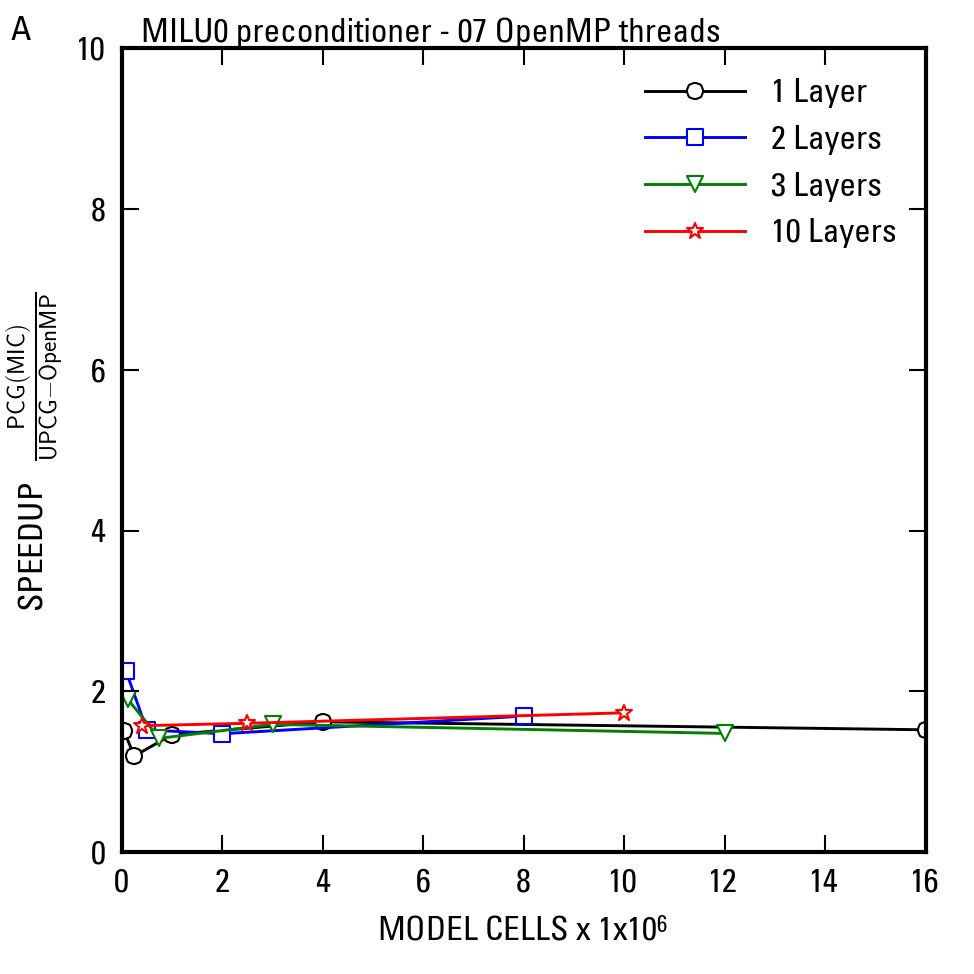 A
MILU0 preconditioner - 07 OpenMP threads
10
8
6
4
2
0
0 2 4 6 8 10 12 14 16
MODEL CELLS x 1x10⁶
SPEEDUP PCG(MIC)
UPCG−OpenMP
1 Layer
2 Layers
3 Layers
10 Layers